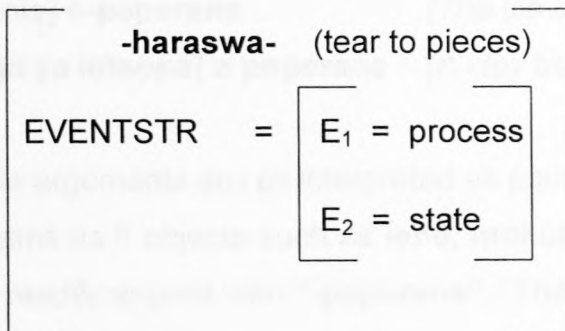 -haraswa- (tear to pieces)
EVENTSTR = E₁ = process
E₂ = state